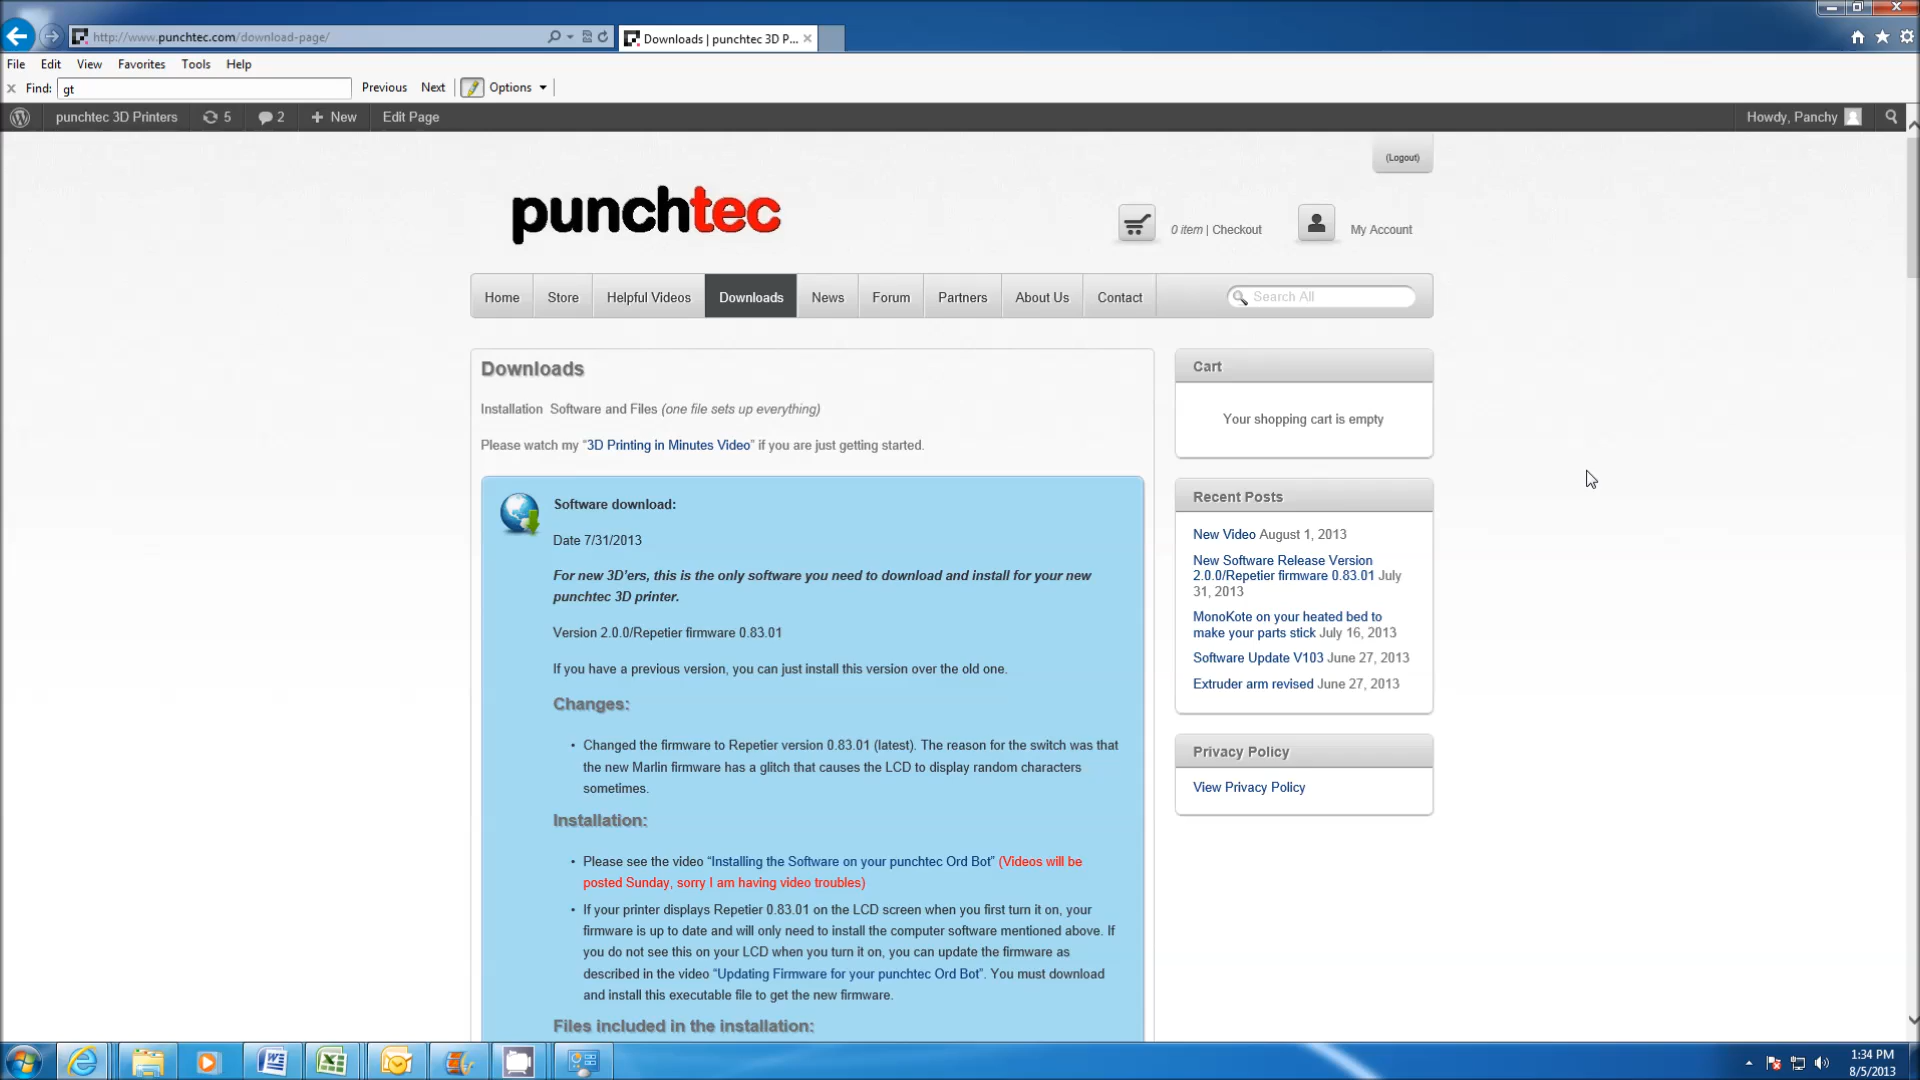 http://www.punchtec.com/download-page/
Downloads | punchtec 3D P...
File Edit View Favorites Tools Help
Find: gt Previous Next Options
punchtec 3D Printers 5 2 New Edit Page Howdy, Panchy
(Logout)
punchtec
0 item | Checkout My Account
Home Store Helpful Videos Downloads News Forum Partners About Us Contact Search All
Downloads
Installation Software and Files (one file sets up everything)
Please watch my “3D Printing in Minutes Video” if you are just getting started.
Software download:
Date 7/31/2013
For new 3D'ers, this is the only software you need to download and install for your new
punchtec 3D printer.
Version 2.0.0/Repetier firmware 0.83.01
If you have a previous version, you can just install this version over the old one.
Changes:
• Changed the firmware to Repetier version 0.83.01 (latest). The reason for the switch was that
the new Marlin firmware has a glitch that causes the LCD to display random characters
sometimes.
Installation:
• Please see the video “Installing the Software on your punchtec Ord Bot” (Videos will be
posted Sunday, sorry I am having video troubles)
• If your printer displays Repetier 0.83.01 on the LCD screen when you first turn it on, your
firmware is up to date and will only need to install the computer software mentioned above. If
you do not see this on your LCD when you turn it on, you can update the firmware as
described in the video “Updating Firmware for your punchtec Ord Bot”. You must download
and install this executable file to get the new firmware.
Files included in the installation:
Cart
Your shopping cart is empty
Recent Posts
New Video August 1, 2013
New Software Release Version
2.0.0/Repetier firmware 0.83.01 July
31, 2013
MonoKote on your heated bed to
make your parts stick July 16, 2013
Software Update V103 June 27, 2013
Extruder arm revised June 27, 2013
Privacy Policy
View Privacy Policy
1:34 PM
8/5/2013